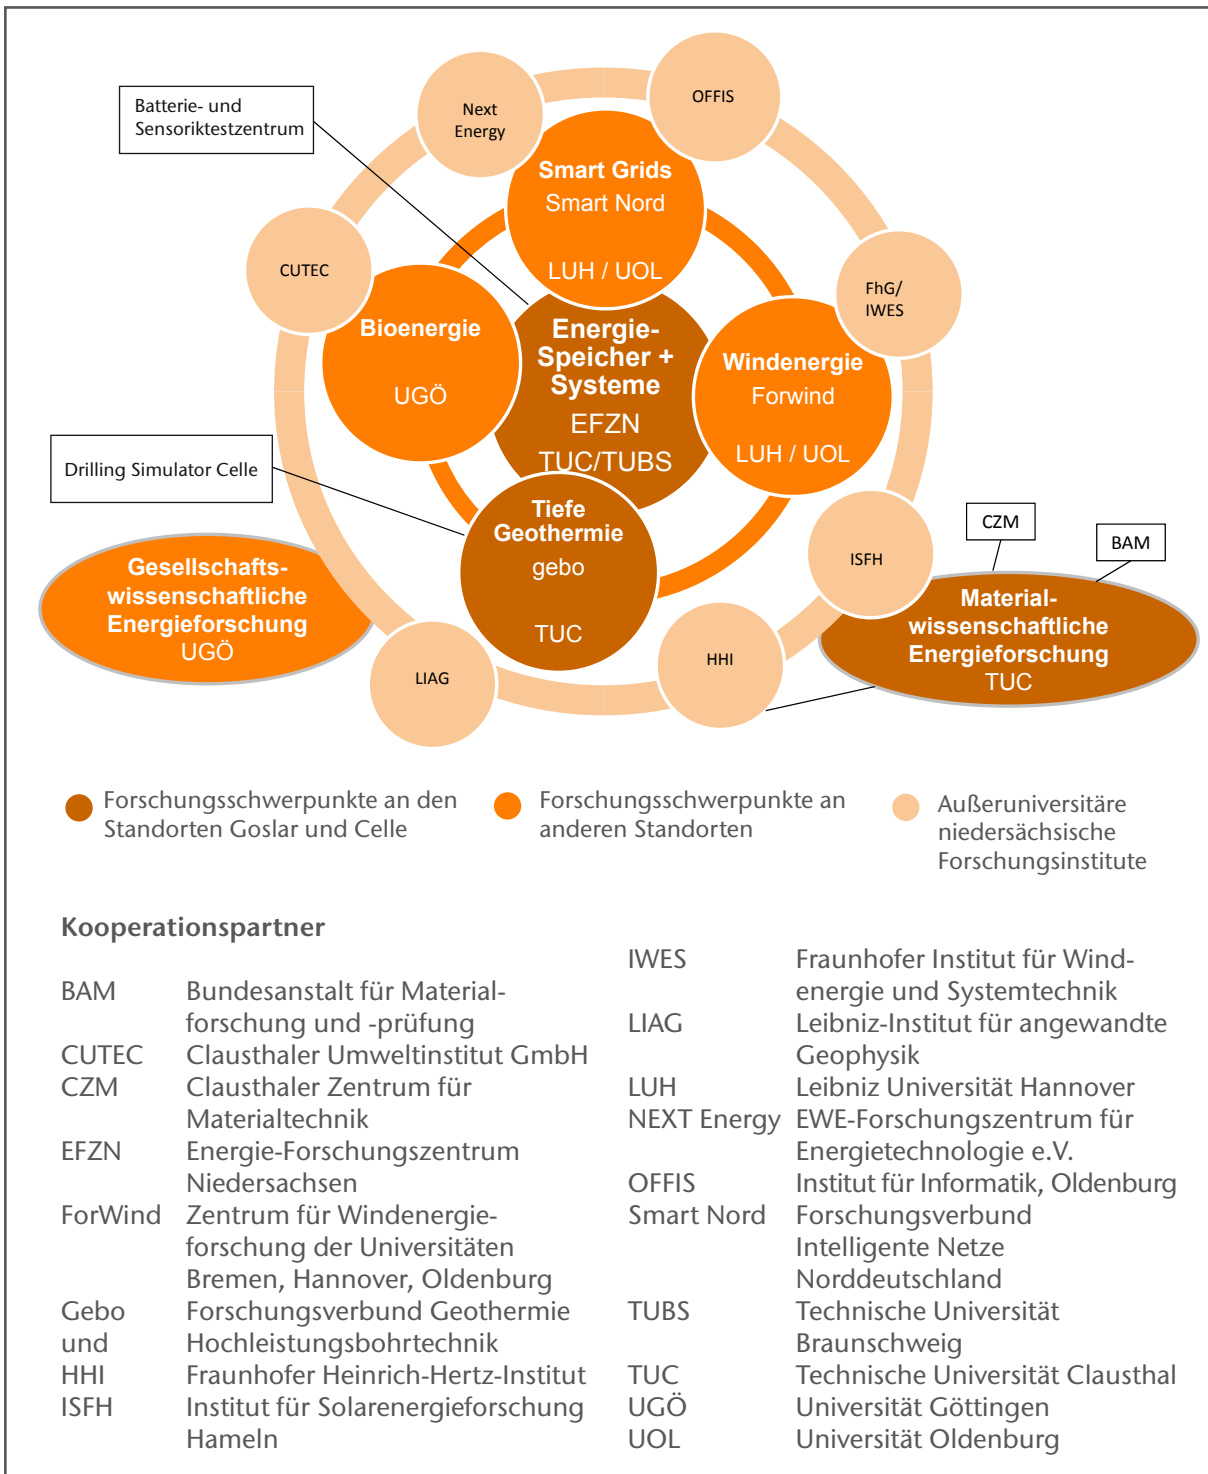 Batterie- und
Sensoriktestzentrum
Next
Energy
OFFIS
Smart Grids
Smart Nord
LUH / UOL
CUTEC
FhG/
IWES
Bioenergie
UGÖ
Energie-
Speicher +
Systeme
EFZN
TUC/TUBS
Windenergie
Forwind
LUH / UOL
Drilling Simulator Celle
Tiefe
Geothermie
gebo
TUC
CZM
BAM
ISFH
Gesellschafts-
wissenschaftliche
Energieforschung
UGÖ
Material-
wissenschaftliche
Energieforschung
TUC
LIAG
HHI
Forschungsschwerpunkte an den
Standorten Goslar und Celle
Forschungsschwerpunkte an
anderen Standorten
Außeruniversitäre
niedersächsische
Forschungsinstitute
Kooperationspartner
BAM Bundesanstalt für Material-
forschung und -prüfung
CUTEC Clausthaler Umweltinstitut GmbH
CZM Clausthaler Zentrum für
Materialtechnik
EFZN Energie-Forschungszentrum
Niedersachsen
ForWind Zentrum für Windenergie-
forschung der Universitäten
Bremen, Hannover, Oldenburg
Gebo Forschungsverbund Geothermie
und Hochleistungsbohrtechnik
HHI Fraunhofer Heinrich-Hertz-Institut
ISFH Institut für Solarenergieforschung
Hameln
IWES Fraunhofer Institut für Wind-
energie und Systemtechnik
LIAG Leibniz-Institut für angewandte
Geophysik
LUH Leibniz Universität Hannover
NEXT Energy EWE-Forschungszentrum für
Energietechnologie e.V.
OFFIS Institut für Informatik, Oldenburg
Smart Nord Forschungsverbund
Intelligente Netze
Norddeutschland
TUBS Technische Universität
Braunschweig
TUC Technische Universität Clausthal
UGÖ Universität Göttingen
UOL Universität Oldenburg